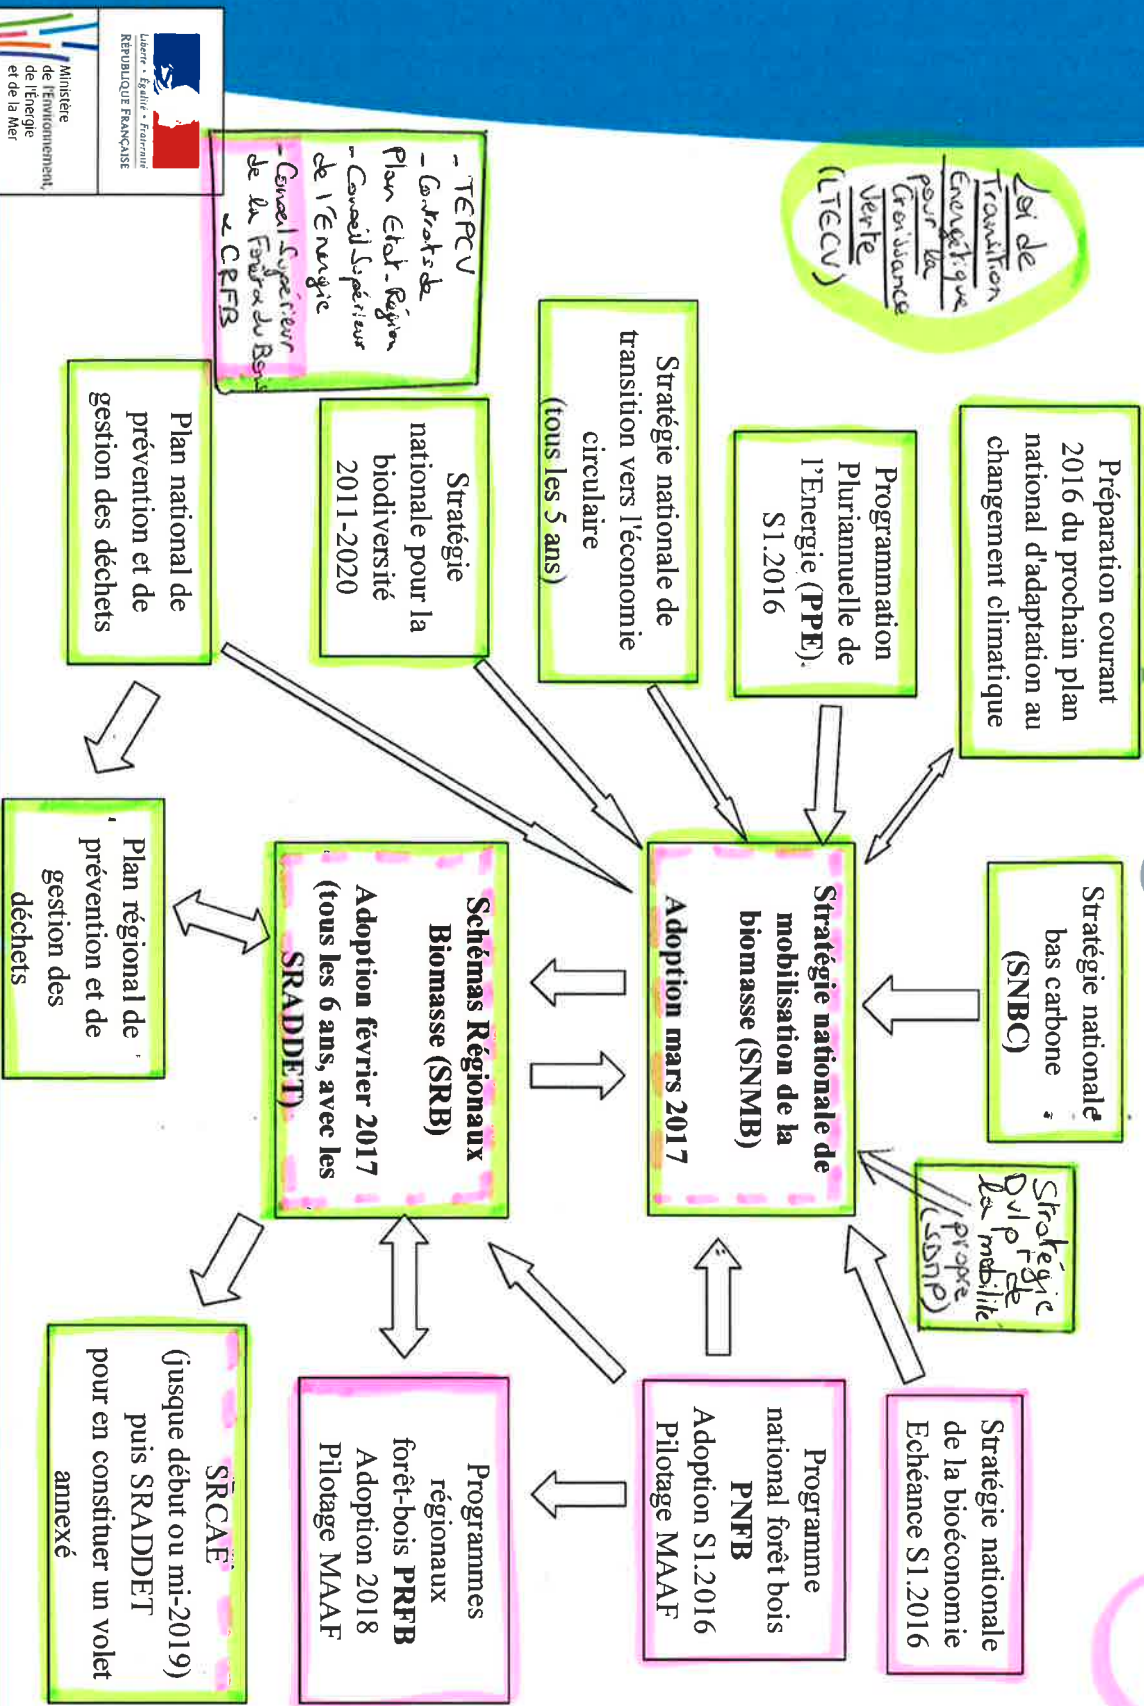 Loi de
Transition
Energétique
pour la
Croissance
Verte
(LTECV)
Préparation courant
2016 du prochain plan
national d'adaptation au
changement climatique
Stratégie nationale
bas carbone
(SNBC)
Stratégie
Dvlpt de
la mobilité
propre
(SDMP)
Stratégie nationale
de la bioéconomie
Echéance S1.2016
Programmation
Pluriannuelle de
l'Energie (PPE).
S1.2016
Stratégie nationale de
mobilisation de la
biomasse (SNMB)
Adoption mars 2017
Programme
national forêt bois
PNFB
Adoption S1.2016
Pilotage MAAF
Stratégie nationale de
transition vers l'économie
circulaire
(tous les 5 ans)
Stratégie
nationale pour la
biodiversité
2011-2020
Schémas Régionaux
Biomasse (SRB)
Adoption février 2017
(tous les 6 ans, avec les
SRADDET)
Programmes
régionaux
forêt-bois PRFB
Adoption 2018
Pilotage MAAF
- TEPCV
- Contrats de
Plan Etat-Région
- Conseil Supérieur
de l'Energie
- Conseil Supérieur
de la Forêt et du Bois
CRFB
Plan national de
prévention et de
gestion des déchets
Plan régional de
prévention et de
gestion des
déchets
SRCAE
(jusque début ou mi-2019)
puis SRADDET
pour en constituer un volet
annexé
Liberté • Égalité • Fraternité
RÉPUBLIQUE FRANÇAISE
Ministère
de l'Environnement,
de l'Énergie
et de la Mer